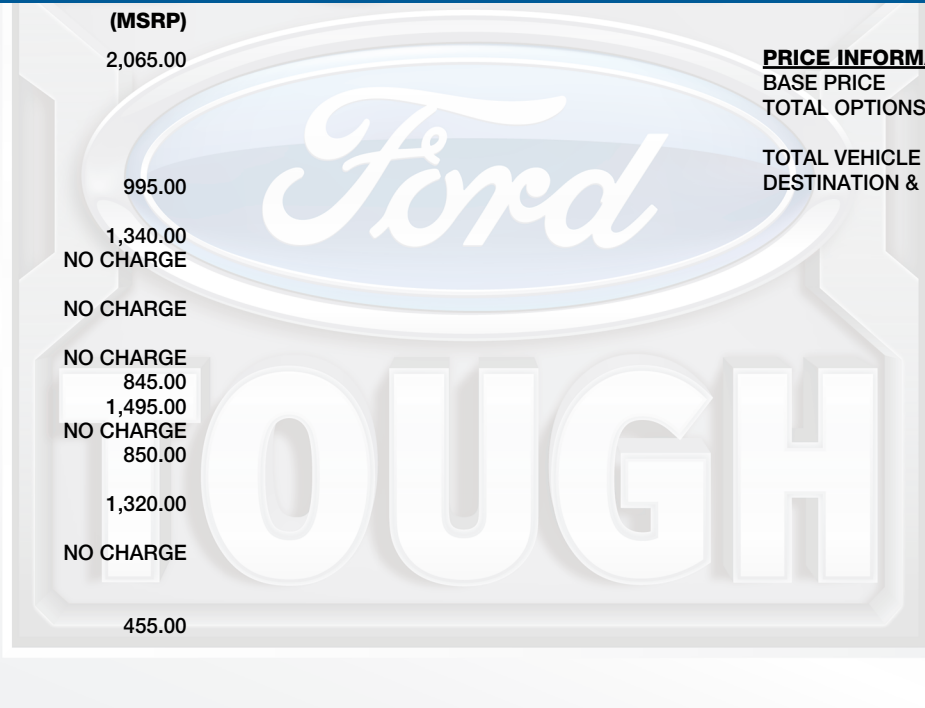 (MSRP)
2,065.00
995.00
1,340.00
NO CHARGE
NO CHARGE
NO CHARGE
845.00
1,495.00
NO CHARGE
850.00
1,320.00
NO CHARGE
455.00
PRICE INFORMA
BASE PRICE
TOTAL OPTIONS
TOTAL VEHICLE
DESTINATION &
Ford
TOUGH